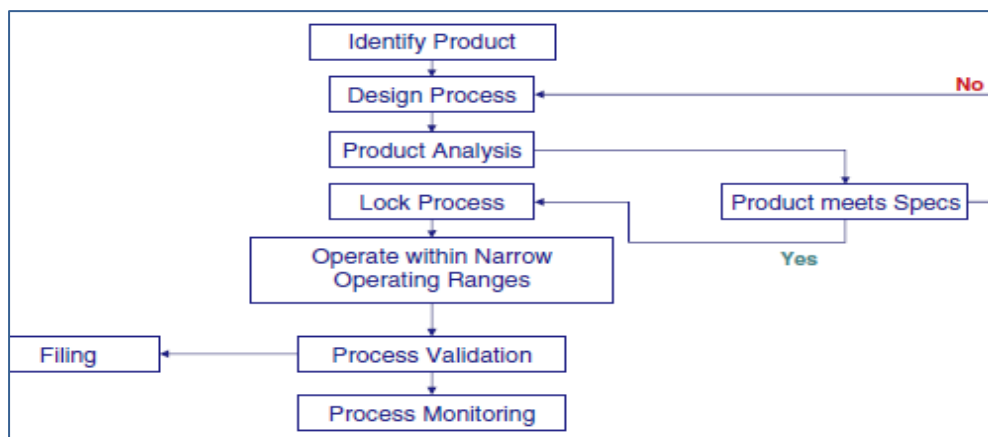 Identify Product
No
Design Process
Product Analysis
Lock Process
Product meets Specs
Operate within Narrow
Operating Ranges
Yes
Filing
Process Validation
Process Monitoring